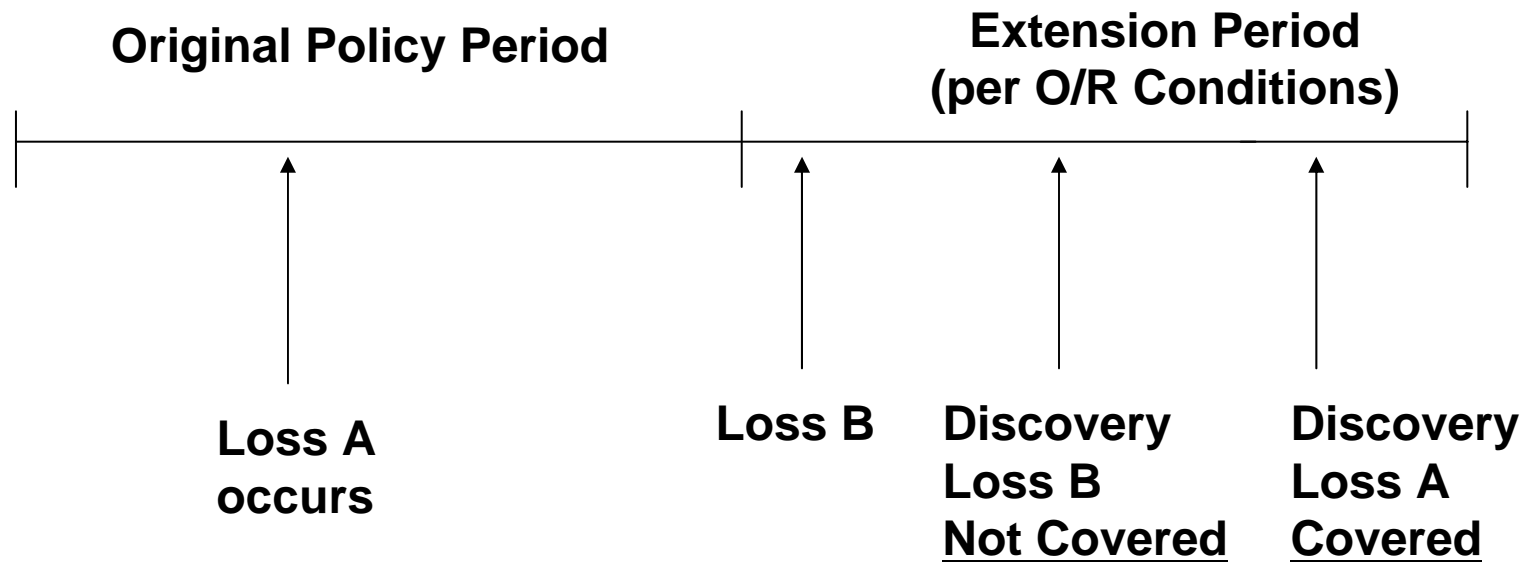 Original Policy Period
Extension Period
(per O/R Conditions)
Loss A
occurs
Loss B
Discovery
Loss B
Not Covered
Discovery
Loss A
Covered